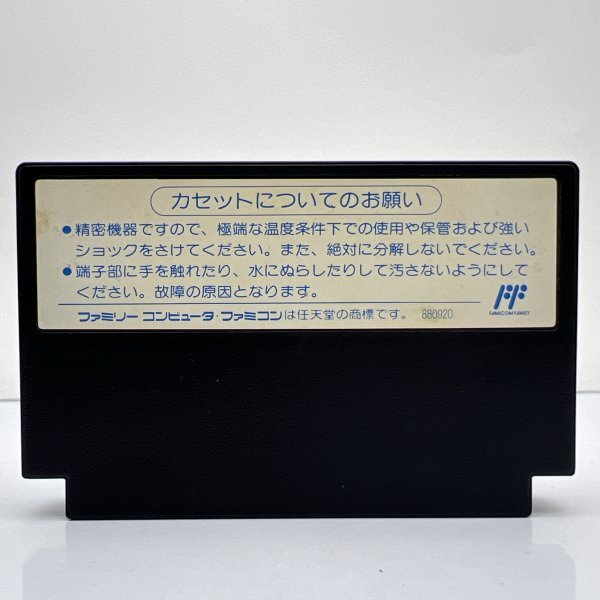 カセットについてのお願い
●精密機器ですので、極端な温度条件下での使用や保管および強い
ショックをさけてください。また、絶対に分解しないでください。
●端子部に手を触れたり、水にぬらしたりして汚さないようにして
ください。故障の原因となります。
FAMICOM FAMILY
ファミリー コンピュータ・ファミコンは任天堂の商標です。 880920